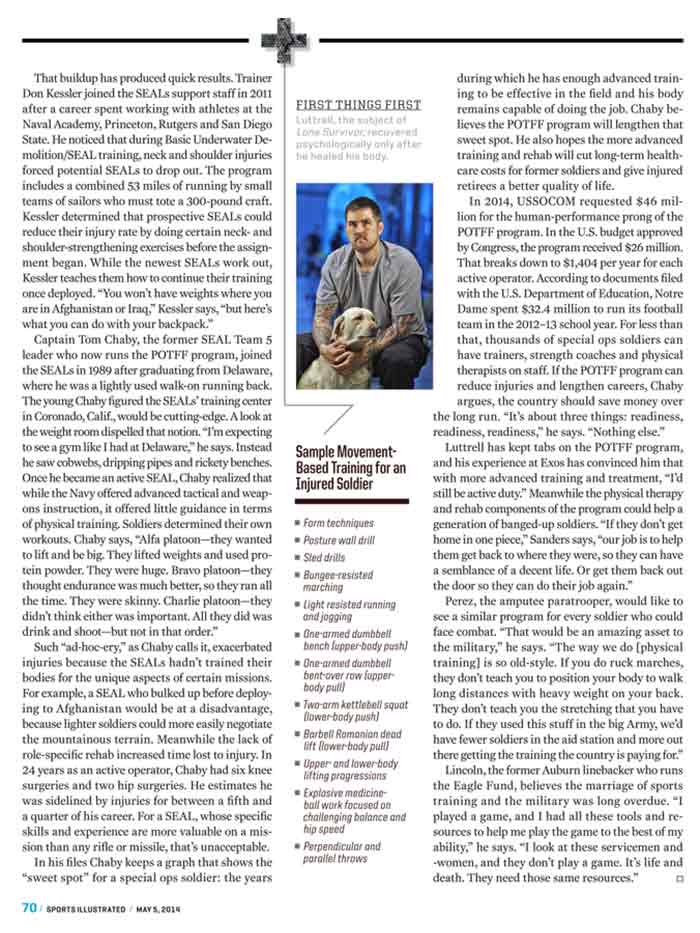 That buildup has produced quick results. Trainer
Don Kessler joined the SEALs support staff in 2011
after a career spent working with athletes at the
Naval Academy, Princeton, Rutgers and San Diego
State. He noticed that during Basic Underwater De-
molition/SEAL training, neck and shoulder injuries
forced potential SEALs to drop out. The program
includes a combined 53 miles of running by small
teams of sailors who must tote a 300-pound craft.
Kessler determined that prospective SEALs could
reduce their injury rate by doing certain neck- and
shoulder-strengthening exercises before the assign-
ment began. While the newest SEALs work out,
Kessler teaches them how to continue their training
once deployed. “You won’t have weights where you
are in Afghanistan or Iraq,” Kessler says, “but here’s
what you can do with your backpack.”
Captain Tom Chaby, the former SEAL Team 5
leader who now runs the POTFF program, joined
the SEALs in 1989 after graduating from Delaware,
where he was a lightly used walk-on running back.
The young Chaby figured the SEALs’ training center
in Coronado, Calif., would be cutting-edge. A look at
the weight room dispelled that notion. “I’m expecting
to see a gym like I had at Delaware,” he says. Instead
he saw cobwebs, dripping pipes and rickety benches.
Once he became an active SEAL, Chaby realized that
while the Navy offered advanced tactical and weap-
ons instruction, it offered little guidance in terms
of physical training. Soldiers determined their own
workouts. Chaby says, “Alfa platoon—they wanted
to lift and be big. They lifted weights and used pro-
tein powder. They were huge. Bravo platoon—they
thought endurance was much better, so they ran all
the time. They were skinny. Charlie platoon—they
didn’t think either was important. All they did was
drink and shoot—but not in that order.”
Such “ad-hoc-ery,” as Chaby calls it, exacerbated
injuries because the SEALs hadn’t trained their
bodies for the unique aspects of certain missions.
For example, a SEAL who bulked up before deploy-
ing to Afghanistan would be at a disadvantage,
because lighter soldiers could more easily negotiate
the mountainous terrain. Meanwhile the lack of
role-specific rehab increased time lost to injury. In
24 years as an active operator, Chaby had six knee
surgeries and two hip surgeries. He estimates he
was sidelined by injuries for between a fifth and
a quarter of his career. For a SEAL, whose specific
skills and experience are more valuable on a mis-
sion than any rifle or missile, that’s unacceptable.
In his files Chaby keeps a graph that shows the
“sweet spot” for a special ops soldier: the years
FIRST THINGS FIRST
Luttrell, the subject of
Lone Survivor, recovered
psychologically only after
he healed his body.
Sample Movement-
Based Training for an
Injured Soldier
Form techniques
Posture wall drill
Sled drills
Bungee-resisted
marching
Light resisted running
and jogging
One-armed dumbbell
bench (upper-body push)
One-armed dumbbell
bent-over row (upper-
body pull)
Two-arm kettlebell squat
(lower-body push)
Barbell Romanian dead
lift (lower-body pull)
Upper- and lower-body
lifting progressions
Explosive medicine-
ball work focused on
challenging balance and
hip speed
Perpendicular and
parallel throws
during which he has enough advanced train-
ing to be effective in the field and his body
remains capable of doing the job. Chaby be-
lieves the POTFF program will lengthen that
sweet spot. He also hopes the more advanced
training and rehab will cut long-term health-
care costs for former soldiers and give injured
retirees a better quality of life.
In 2014, USSOCOM requested $46 mil-
lion for the human-performance prong of the
POTFF program. In the U.S. budget approved
by Congress, the program received $26 million.
That breaks down to $1,404 per year for each
active operator. According to documents filed
with the U.S. Department of Education, Notre
Dame spent $32.4 million to run its football
team in the 2012–13 school year. For less than
that, thousands of special ops soldiers can
have trainers, strength coaches and physical
therapists on staff. If the POTFF program can
reduce injuries and lengthen careers, Chaby
argues, the country should save money over
the long run. “It’s about three things: readiness,
readiness, readiness,” he says. “Nothing else.”
Luttrell has kept tabs on the POTFF program,
and his experience at Exos has convinced him that
with more advanced training and treatment, “I’d
still be active duty.” Meanwhile the physical therapy
and rehab components of the program could help a
generation of banged-up soldiers. “If they don’t get
home in one piece,” Sanders says, “our job is to help
them get back to where they were, so they can have
a semblance of a decent life. Or get them back out
the door so they can do their job again.”
Perez, the amputee paratrooper, would like to
see a similar program for every soldier who could
face combat. “That would be an amazing asset to
the military,” he says. “The way we do [physical
training] is so old-style. If you do ruck marches,
they don’t teach you to position your body to walk
long distances with heavy weight on your back.
They don’t teach you the stretching that you have
to do. If they used this stuff in the big Army, we’d
have fewer soldiers in the aid station and more out
there getting the training the country is paying for.”
Lincoln, the former Auburn linebacker who runs
the Eagle Fund, believes the marriage of sports
training and the military was long overdue. “I
played a game, and I had all these tools and re-
sources to help me play the game to the best of my
ability,” he says. “I look at these servicemen and
-women, and they don’t play a game. It’s life and
death. They need those same resources.”
70 / SPORTS ILLUSTRATED / MAY 5, 2014